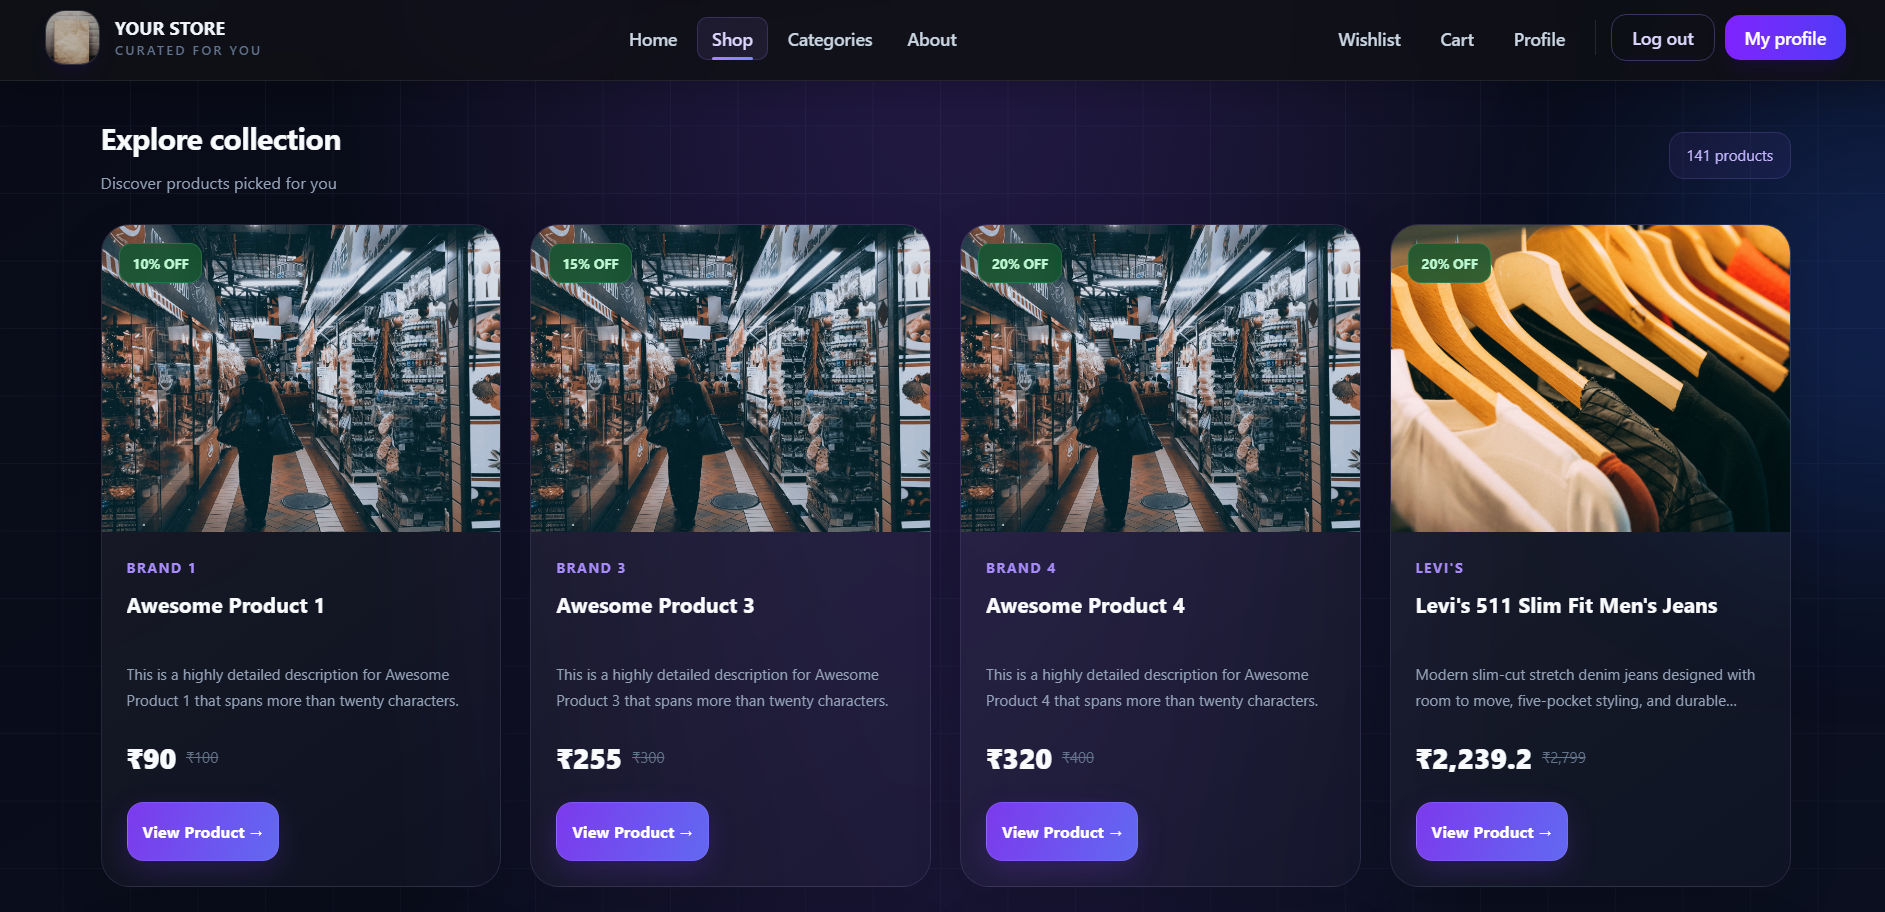 YOUR STORE
CURATED FOR YOU
Home
Shop
Categories
About
Wishlist
Cart
Profile
Log out
My profile
Explore collection
Discover products picked for you
141 products
10% OFF
BRAND 1
Awesome Product 1
This is a highly detailed description for Awesome
Product 1 that spans more than twenty characters.
₹90 ₹100
View Product →
15% OFF
BRAND 3
Awesome Product 3
This is a highly detailed description for Awesome
Product 3 that spans more than twenty characters.
₹255 ₹300
View Product →
20% OFF
BRAND 4
Awesome Product 4
This is a highly detailed description for Awesome
Product 4 that spans more than twenty characters.
₹320 ₹400
View Product →
20% OFF
LEVI'S
Levi's 511 Slim Fit Men's Jeans
Modern slim-cut stretch denim jeans designed with
room to move, five-pocket styling, and durable...
₹2,239.2 ₹2,799
View Product →